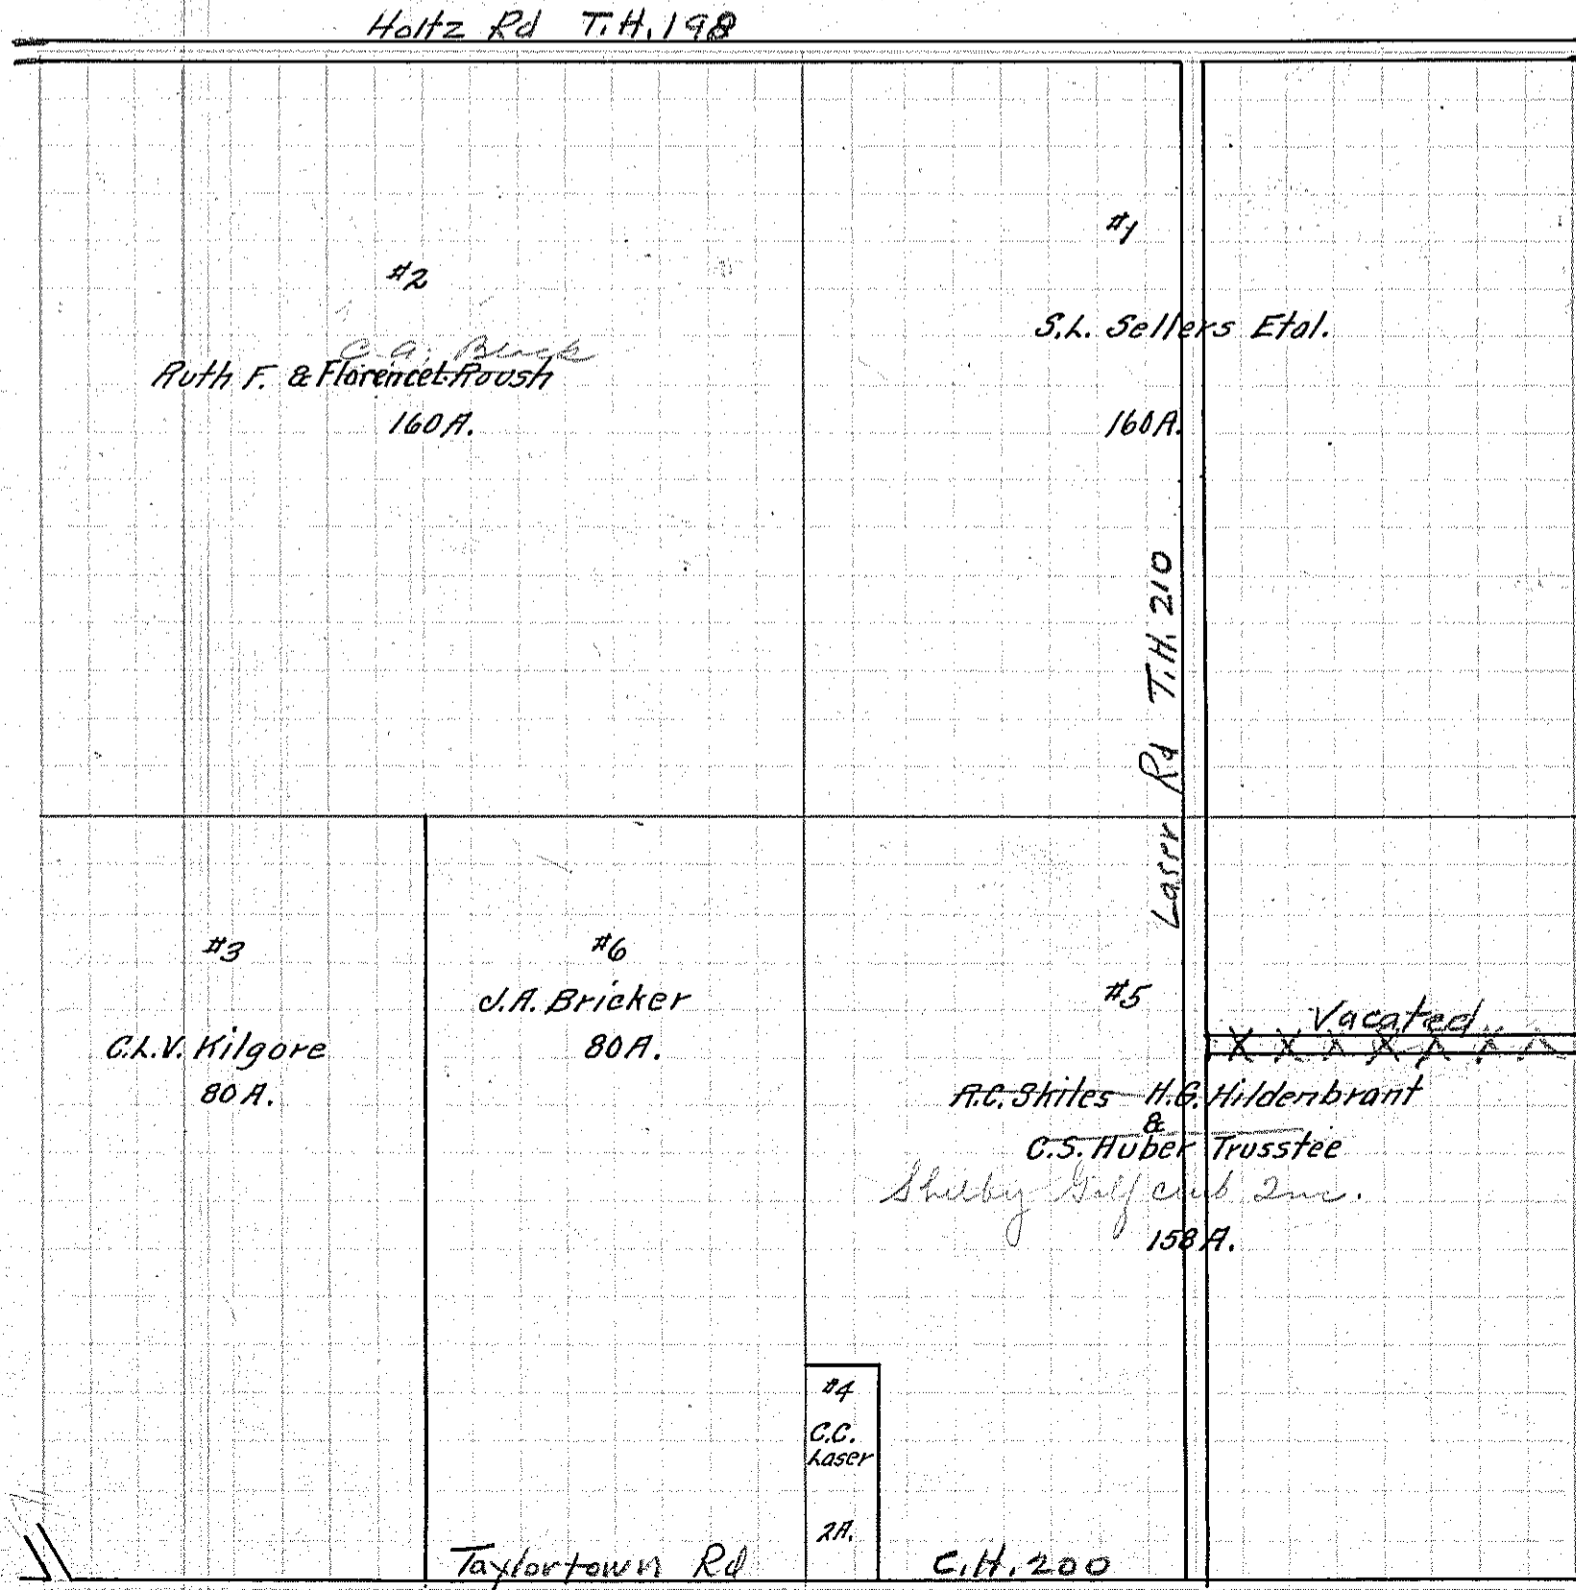 Holtz Rd T.H. 198
#1
S.L. Sellers Etal.
160A.
#2
C.A. Black
Ruth F. & Florence Roush
160A.
Laser Rd T.H. 210
#3
C.L.V. Kilgore
80A.
#6
J.A. Bricker
80A.
#5
Vacated
A.C. Skiles H.G. Hildenbrant
&
C.S. Huber Trusstee
Shelby Golf club Inc.
158A.
#4
C.C.
Laser
2A.
Taylortown Rd C.H. 200